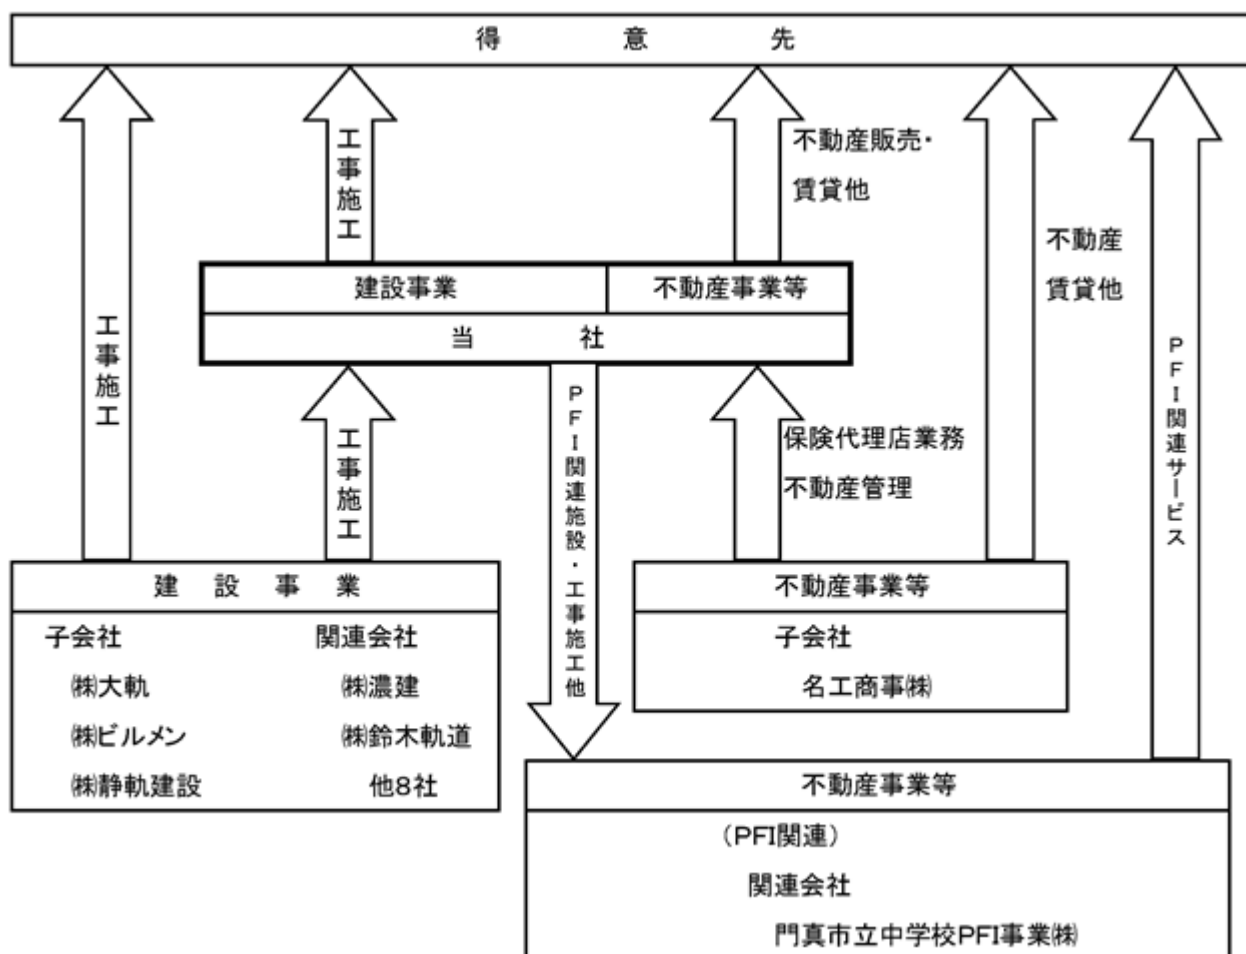 得意先
工事施工
工事施工
不動産販売・
賃貸他
不動産
賃貸他
PFI関連サービス
建設事業
不動産事業等
当社
工事施工
PFI関連施設・工事施工他
保険代理店業務
不動産管理
建設事業
子会社
関連会社
㈱大軌
㈱濃建
㈱ビルメン
㈱鈴木軌道
㈱静軌建設
他8社
不動産事業等
子会社
名工商事㈱
不動産事業等
（PFI関連）
関連会社
門真市立中学校PFI事業㈱